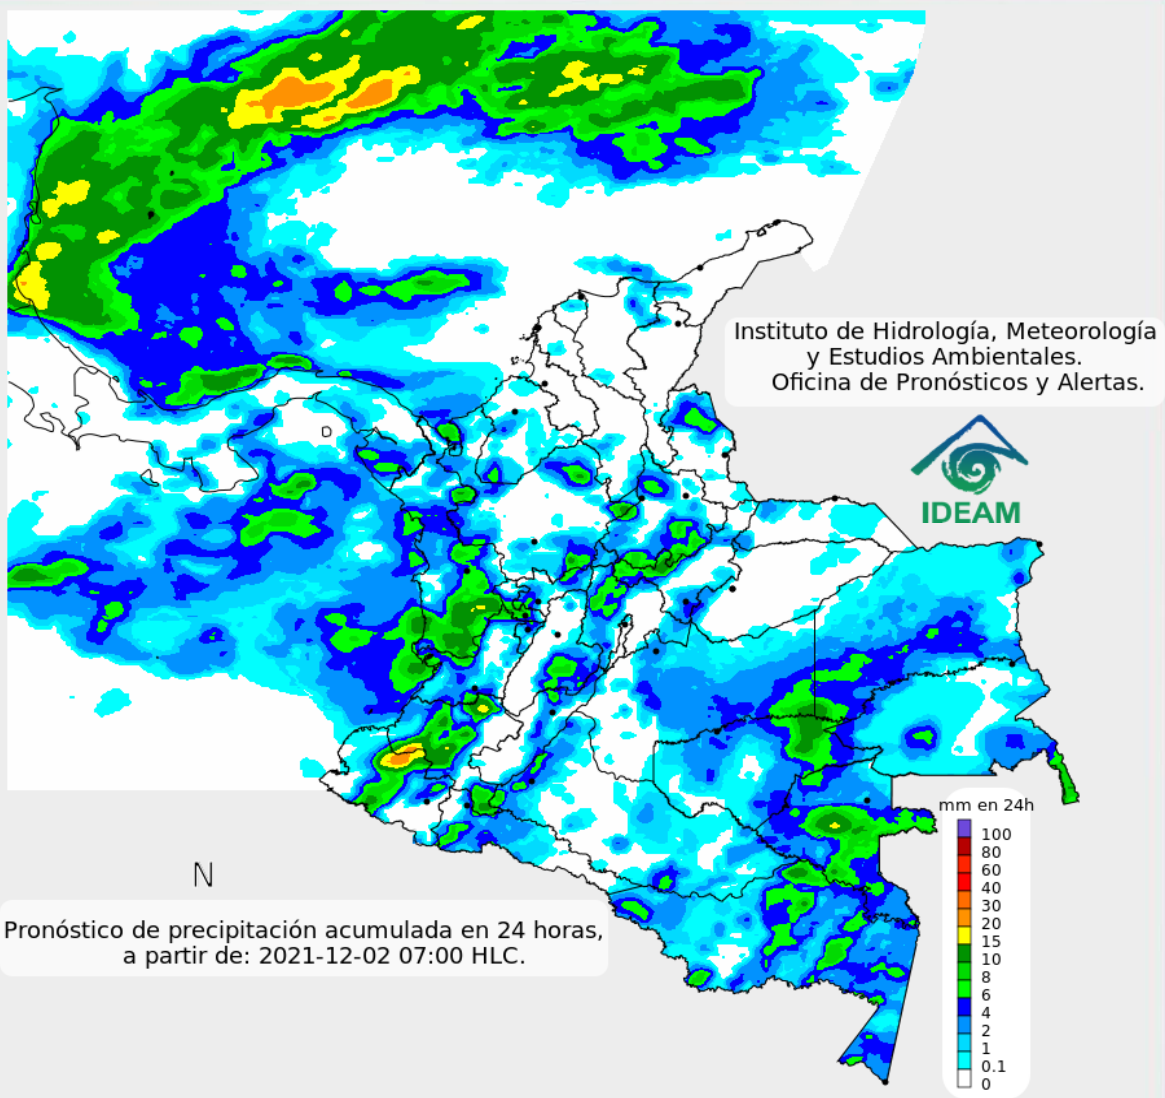 Instituto de Hidrología, Meteorología
y Estudios Ambientales.
Oficina de Pronósticos y Alertas.
IDEAM
mm en 24h
100
80
60
40
30
20
15
10
8
6
4
2
1
0.1
0
N
Pronóstico de precipitación acumulada en 24 horas,
a partir de: 2021-12-02 07:00 HLC.